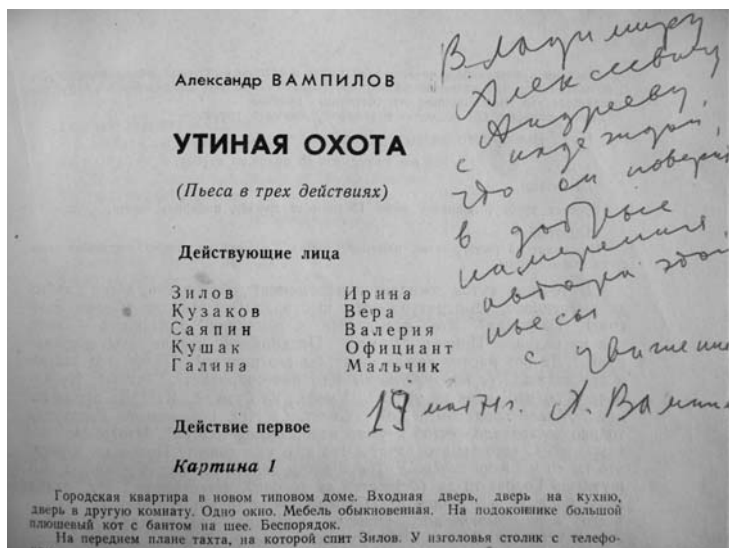 Александр ВАМПИЛОВ
УТИНАЯ ОХОТА
(Пьеса в трех действиях)
Действующие лица
Зилов
Кузаков
Саяпин
Кушак
Галина
Ирина
Вера
Валерия
Официант
Мальчик
Действие первое
Картина 1
Городская квартира в новом типовом доме. Входная дверь, дверь на кухню,
дверь в другую комнату. Одно окно. Мебель обыкновенная. На подоконнике большой
плюшевый кот с бантом на шее. Беспорядок.
На переднем плане тахта, на которой спит Зилов. У изголовья столик с телефо-
Владимиру
Алексеевичу
Андрееву
с надеждой,
что он поверит
в добрые
намерения
автора этой
пьесы
с уважение
19 мая 71 г. А. Вампи